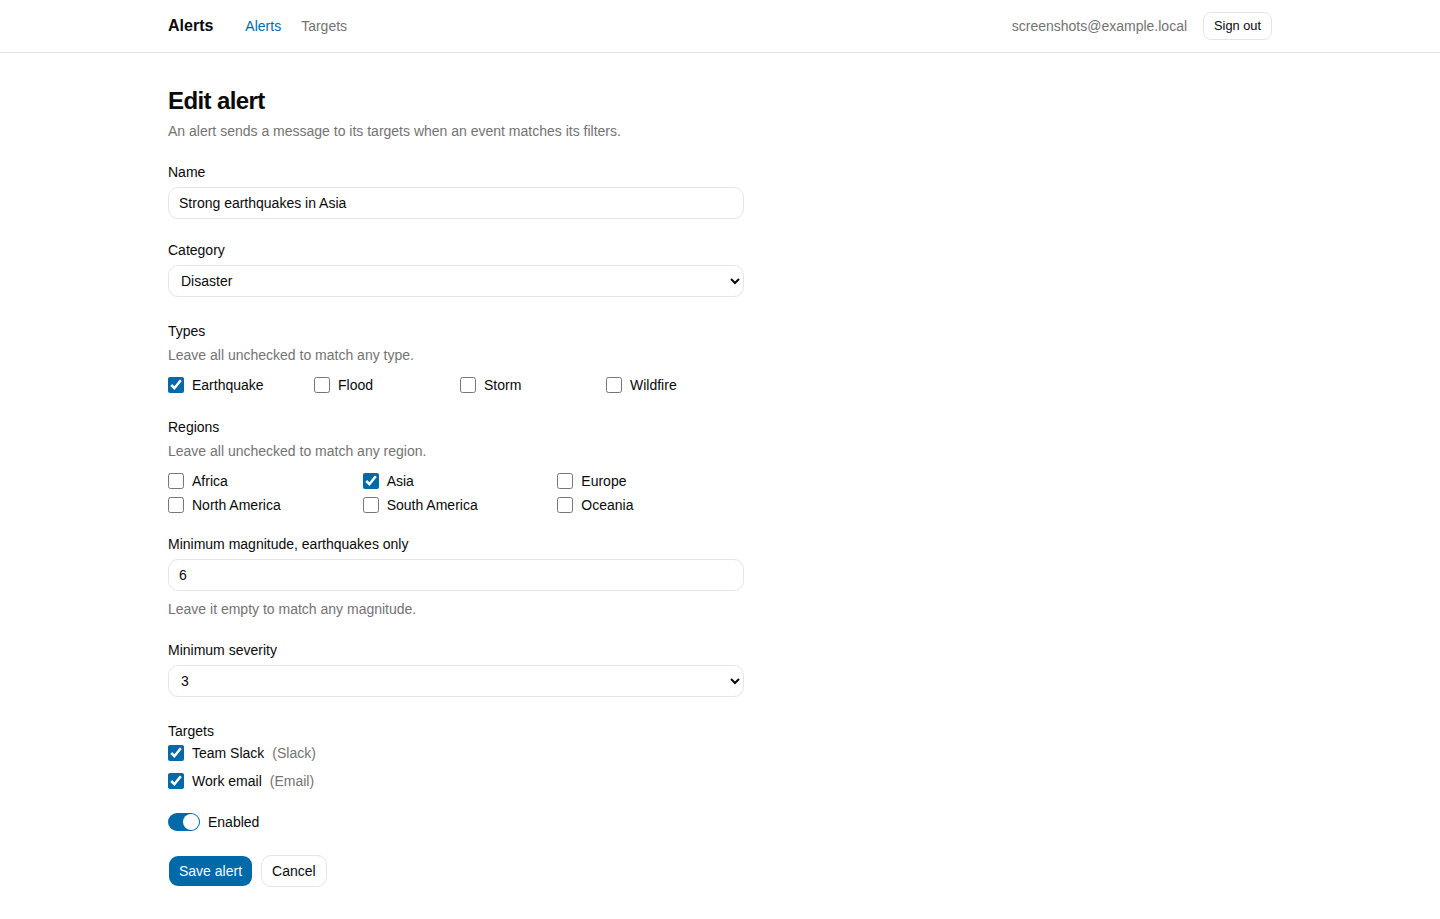 Alerts Alerts Targets screenshots@example.local Sign out
Edit alert
An alert sends a message to its targets when an event matches its filters.
Name
Strong earthquakes in Asia
Category
Disaster
Types
Leave all unchecked to match any type.
Earthquake Flood Storm Wildfire
Regions
Leave all unchecked to match any region.
Africa Asia Europe
North America South America Oceania
Minimum magnitude, earthquakes only
6
Leave it empty to match any magnitude.
Minimum severity
3
Targets
Team Slack (Slack)
Work email (Email)
Enabled
Save alert Cancel